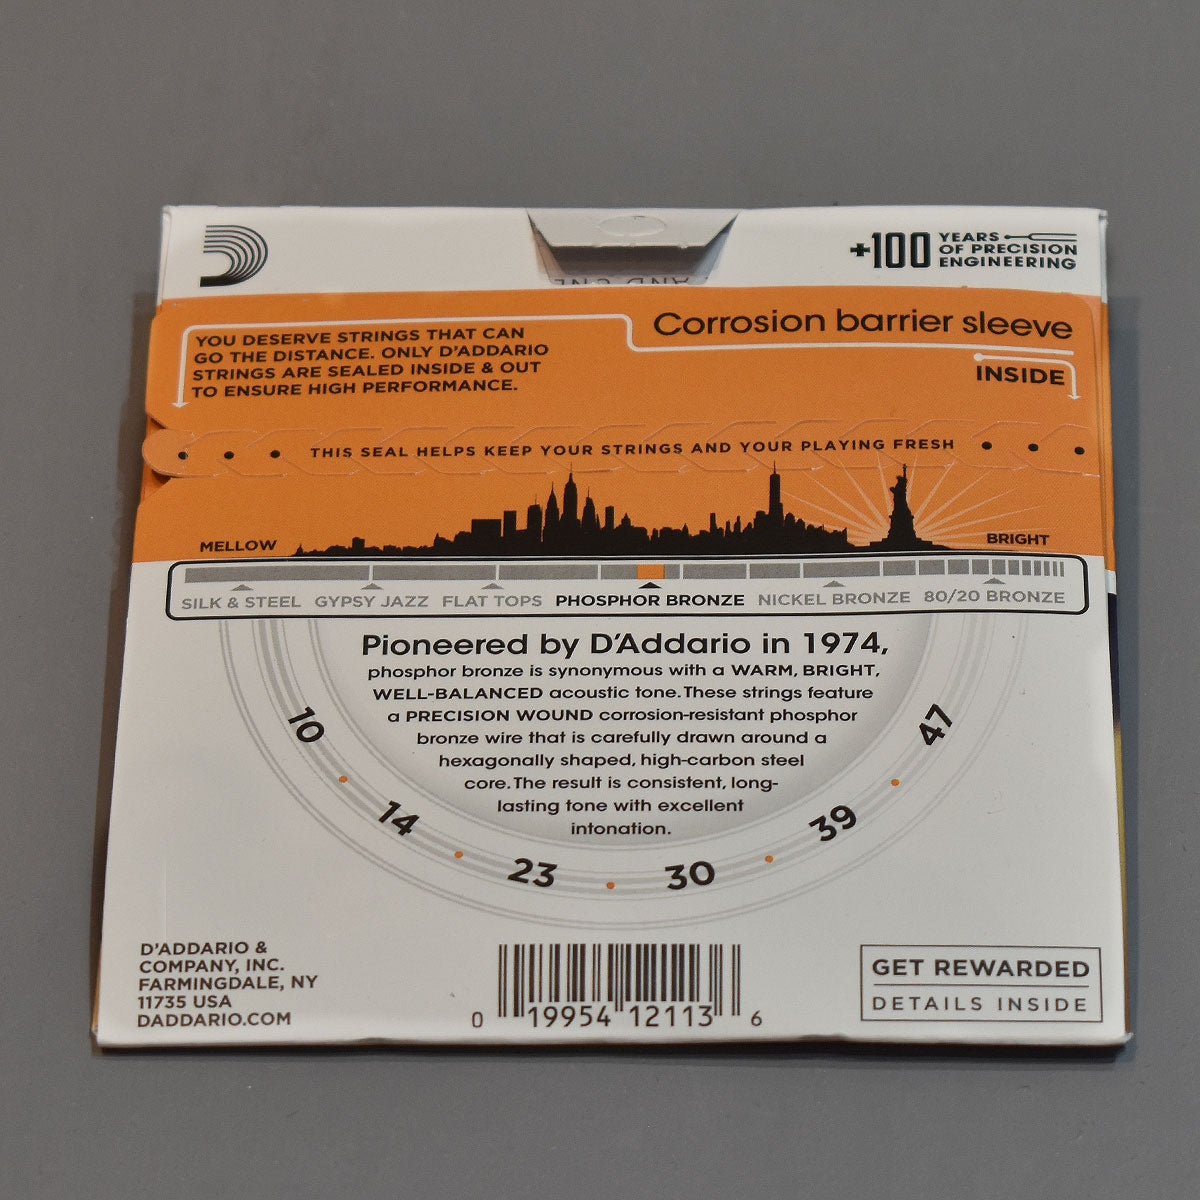 +100 YEARS
OF PRECISION
ENGINEERING
YOU DESERVE STRINGS THAT CAN
GO THE DISTANCE. ONLY D'ADDARIO
STRINGS ARE SEALED INSIDE & OUT
TO ENSURE HIGH PERFORMANCE.
Corrosion barrier sleeve
INSIDE
THIS SEAL HELPS KEEP YOUR STRINGS AND YOUR PLAYING FRESH
MELLOW
BRIGHT
SILK & STEEL GYPSY JAZZ FLAT TOPS PHOSPHOR BRONZE NICKEL BRONZE 80/20 BRONZE
Pioneered by D'Addario in 1974,
phosphor bronze is synonymous with a WARM, BRIGHT,
WELL-BALANCED acoustic tone. These strings feature
a PRECISION WOUND corrosion-resistant phosphor
bronze wire that is carefully drawn around a
hexagonally shaped, high-carbon steel
core. The result is consistent, long-
lasting tone with excellent
intonation.
10
14
23
30
39
47
D'ADDARIO &
COMPANY, INC.
FARMINGDALE, NY
11735 USA
DADDARIO.COM
0 19954 12113 6
GET REWARDED
DETAILS INSIDE